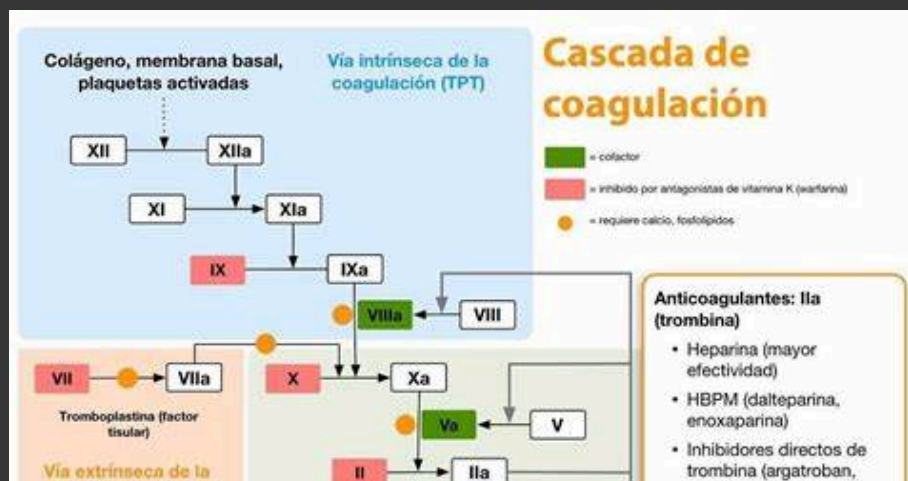 Colágeno, membrana basal,
plaquetas activadas
Vía intrínseca de la
coagulación (TPT)
Cascada de
coagulación
= cofactor
= inhibido por antagonistas de vitamina K (warfarina)
= requiere calcio, fosfolípidos
XII
XIIa
XI
XIa
IX
IXa
VIIIa
VIII
Anticoagulantes: IIa
(trombina)
• Heparina (mayor
efectividad)
• HBPM (dalteparina,
enoxaparina)
• Inhibidores directos de
trombina (argatroban,
VII
VIIa
X
Xa
Tromboplastina (factor
tisular)
Va
V
Vía extrínseca de la
II
IIa